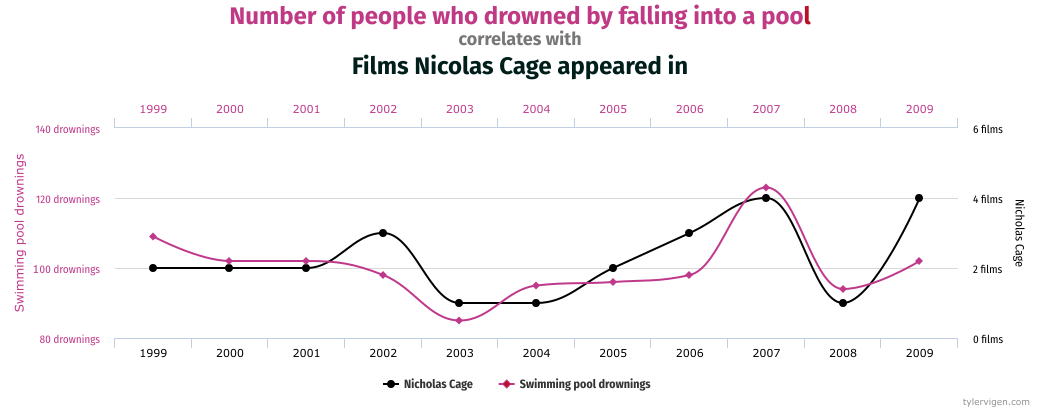 Number of people who drowned by falling into a pool
correlates with
Films Nicolas Cage appeared in
1999 2000 2001 2002 2003 2004 2005 2006 2007 2008 2009
140 drownings 6 films
120 drownings 4 films
100 drownings 2 films
80 drownings 0 films
Swimming pool drownings
Nicholas Cage
1999 2000 2001 2002 2003 2004 2005 2006 2007 2008 2009
Nicholas Cage Swimming pool drownings
tylervigen.com